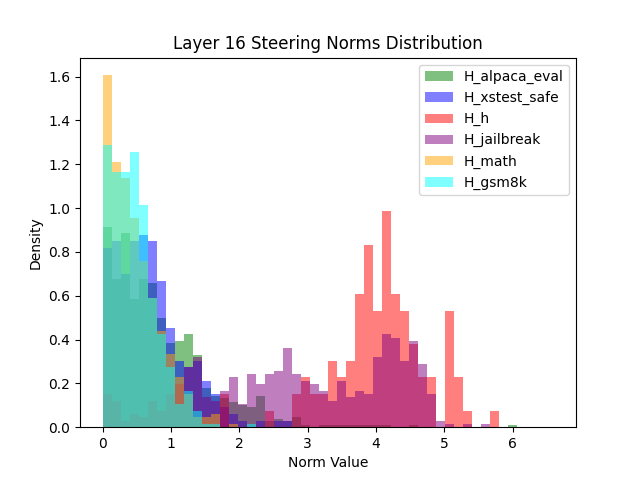 Layer 16 Steering Norms Distribution
H_alpaca_eval
H_xstest_safe
H_h
H_jailbreak
H_math
H_gsm8k
1.6
1.4
1.2
1.0
0.8
0.6
0.4
0.2
0.0
Density
0 1 2 3 4 5 6
Norm Value